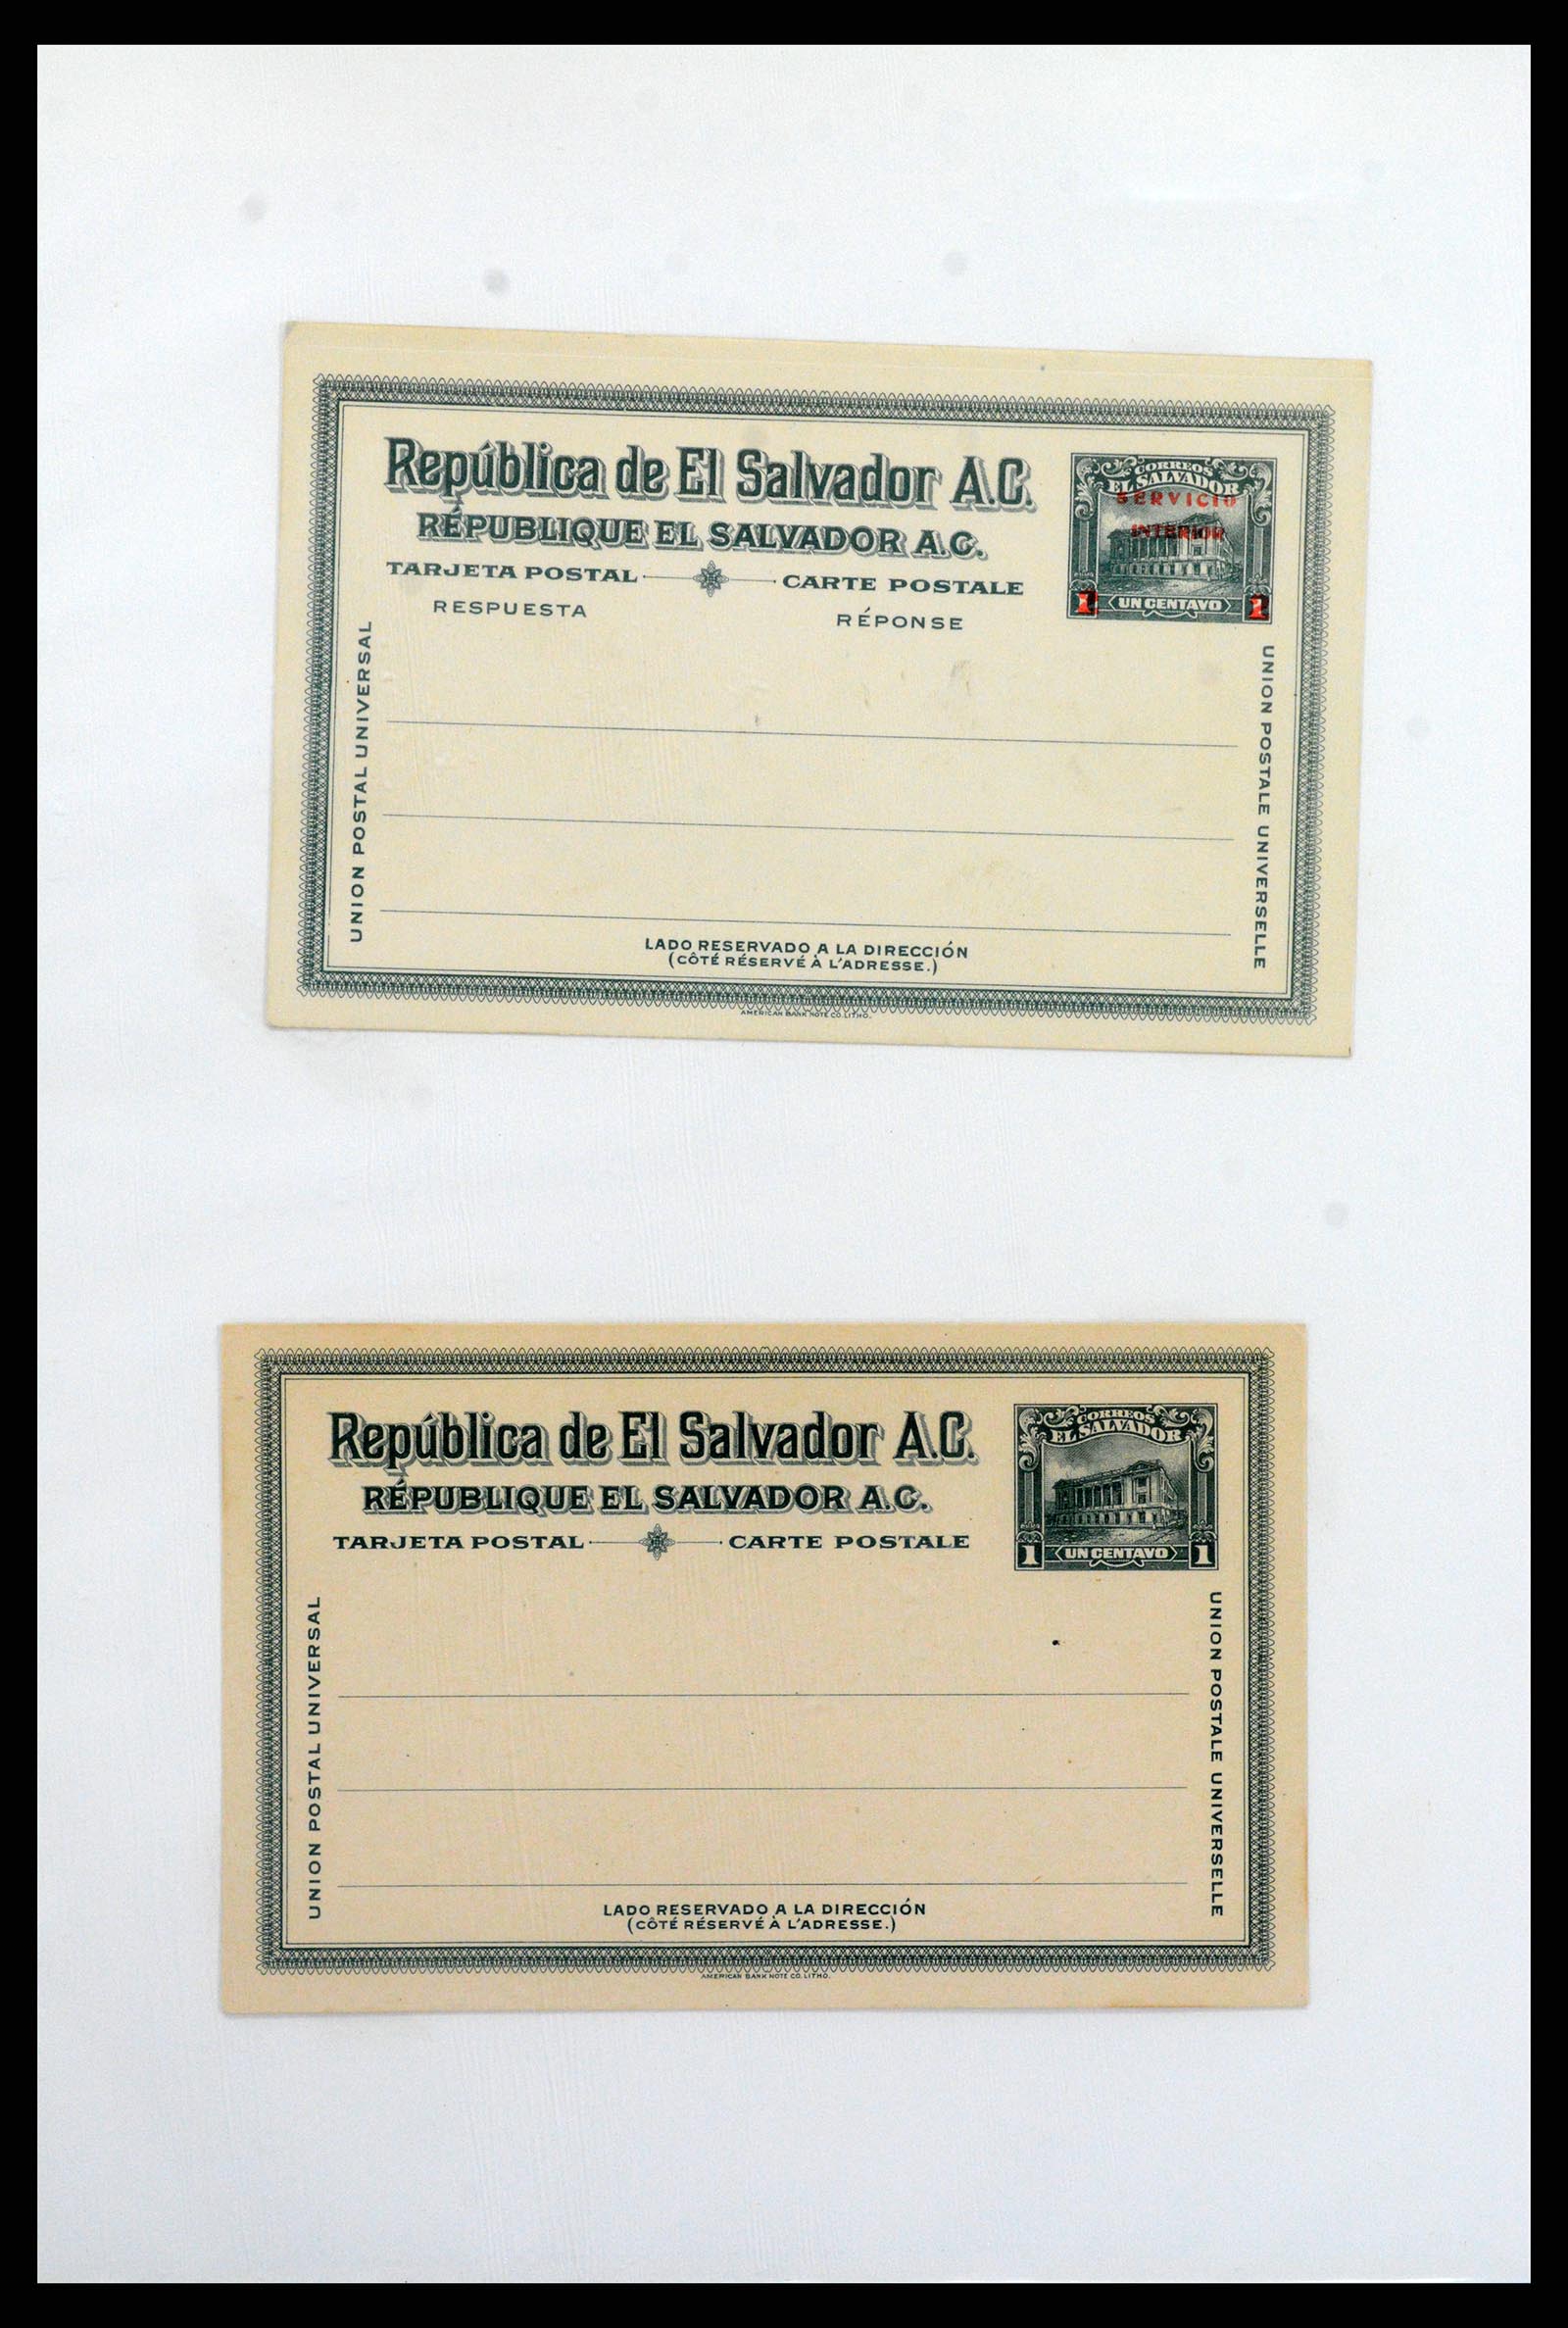 República de El Salvador A.C.
RÉPUBLIQUE EL SALVADOR A.C.
TARJETA POSTAL CARTE POSTALE
RESPUESTA RÉPONSE
CORREOS
EL SALVADOR
SERVICIO
INTERIOR
1 UN CENTAVO 1
UNION POSTAL UNIVERSAL
UNION POSTALE UNIVERSELLE
LADO RESERVADO A LA DIRECCIÓN
(CÔTÉ RÉSERVÉ À L'ADRESSE.)
AMERICAN BANK NOTE CO. LITHO.
República de El Salvador A.C.
RÉPUBLIQUE EL SALVADOR A.C.
TARJETA POSTAL CARTE POSTALE
CORREOS
EL SALVADOR
1 UN CENTAVO 1
UNION POSTAL UNIVERSAL
UNION POSTALE UNIVERSELLE
LADO RESERVADO A LA DIRECCIÓN
(CÔTÉ RÉSERVÉ À L'ADRESSE.)
AMERICAN BANK NOTE CO. LITHO.